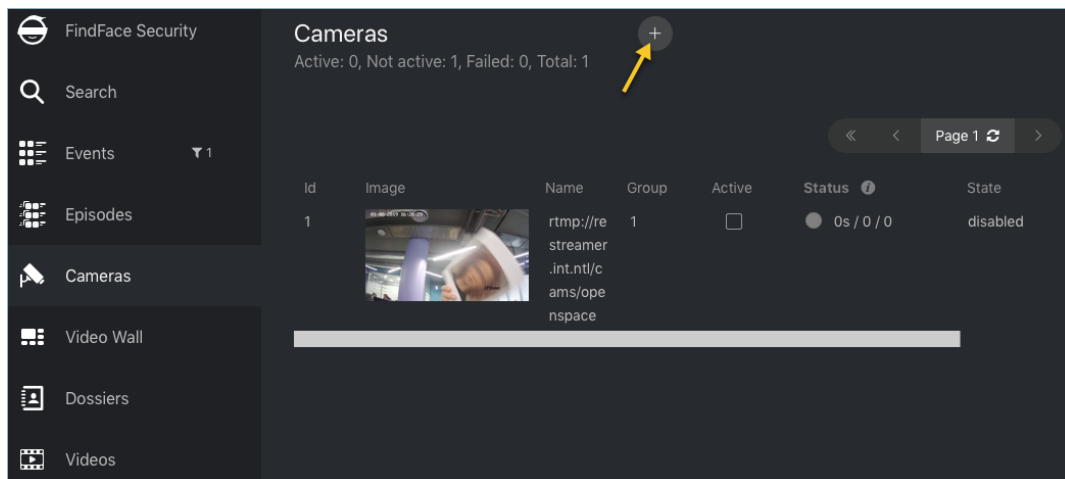 FindFace Security
Cameras
Active: 0, Not active: 1, Failed: 0, Total: 1
Search
Events
1
Episodes
Cameras
Video Wall
Dossiers
Videos
Page 1
Id Image Name Group Active Status State
1
rtmp://re
streamer
.int.ntl/c
ams/ope
nspace
1
0s / 0 / 0
disabled